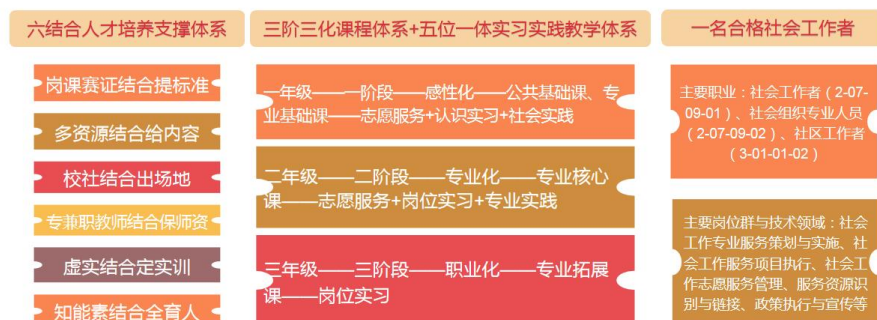 六结合人才培养支撑体系
岗课赛证结合提标准
多资源结合给内容
校社结合出场地
专兼职教师结合保师资
虚实结合定实训
知能素结合全育人
三阶三化课程体系+五位一体实习实践教学体系
一年级——一阶段——感性化——公共基础课、专
业基础课——志愿服务+认识实习+社会实践
二年级——二阶段——专业化——专业核心
课——志愿服务+岗位实习+专业实践
三年级——三阶段——职业化——专业拓展
课——岗位实习
一名合格社会工作者
主要职业：社会工作者（2-07-
09-01）、社会组织专业人员
（2-07-09-02）、社区工作者
（3-01-01-02）
主要岗位群与技术领域：社会
工作专业服务策划与实施、社
会工作服务项目执行、社会工
作志愿服务管理、服务资源识
别与链接、政策执行与宣传等